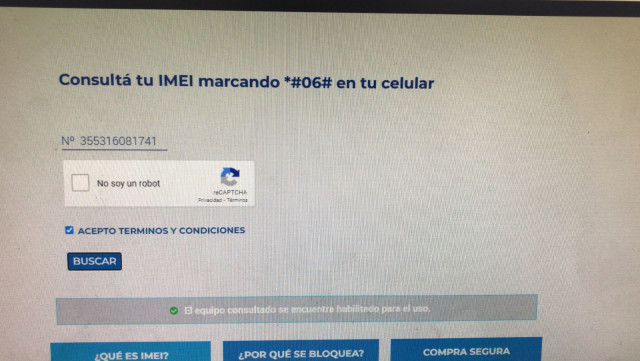 Consultá tu IMEI marcando *#06# en tu celular
Nº 355316081741
No soy un robot
reCAPTCHA
Privacidad - Términos
ACEPTO TERMINOS Y CONDICIONES
BUSCAR
El equipo consultado se encuentra habilitado para el uso.
¿QUÉ ES IMEI?
¿POR QUÉ SE BLOQUEA?
COMPRA SEGURA